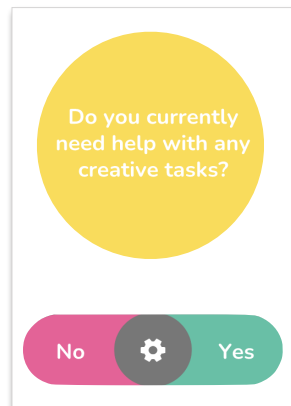 Do you currently
need help with any
creative tasks?
No
Yes